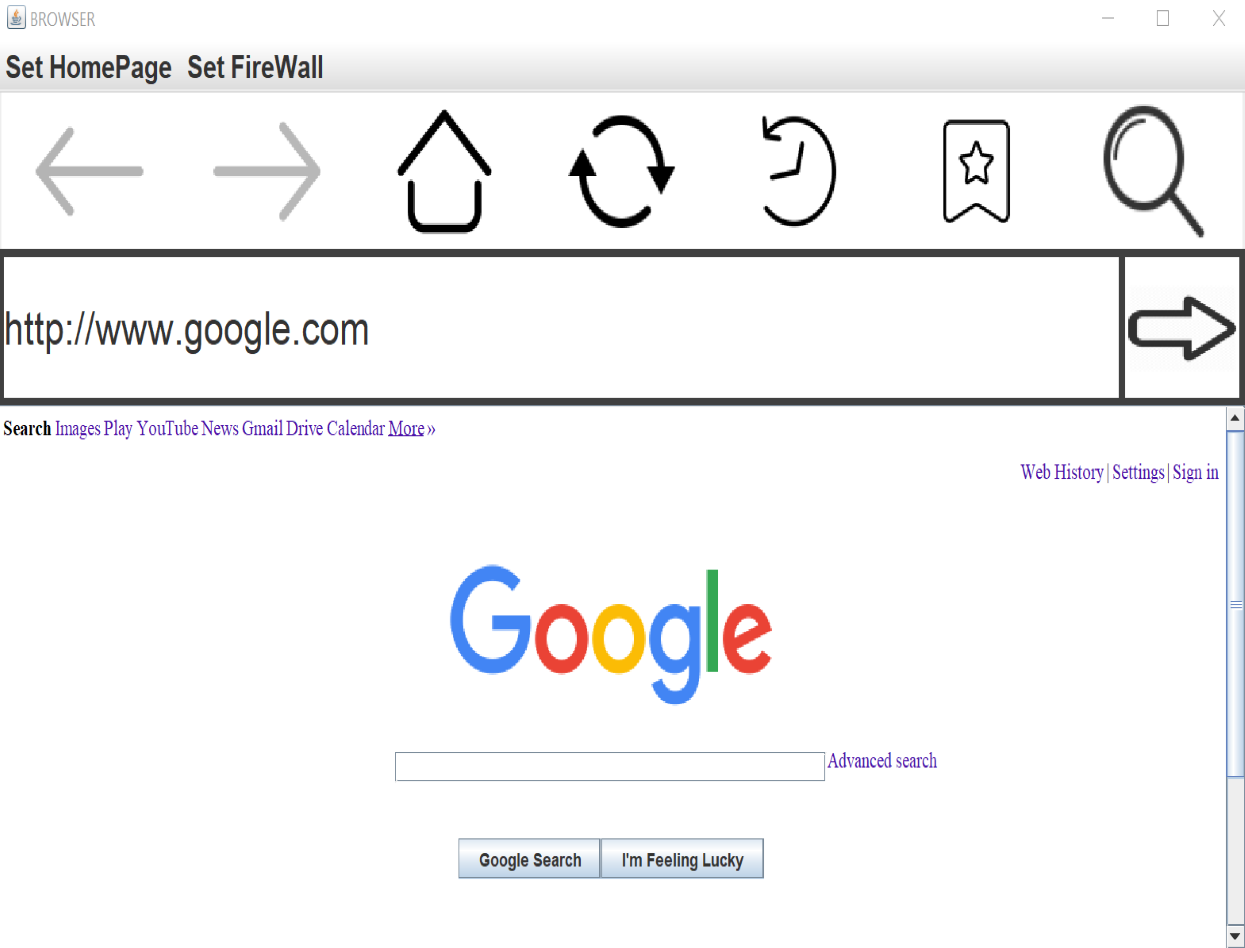 BROWSER
Set HomePage Set FireWall
http://www.google.com
Search Images Play YouTube News Gmail Drive Calendar More »
Web History | Settings | Sign in
Google
Advanced search
Google Search I'm Feeling Lucky